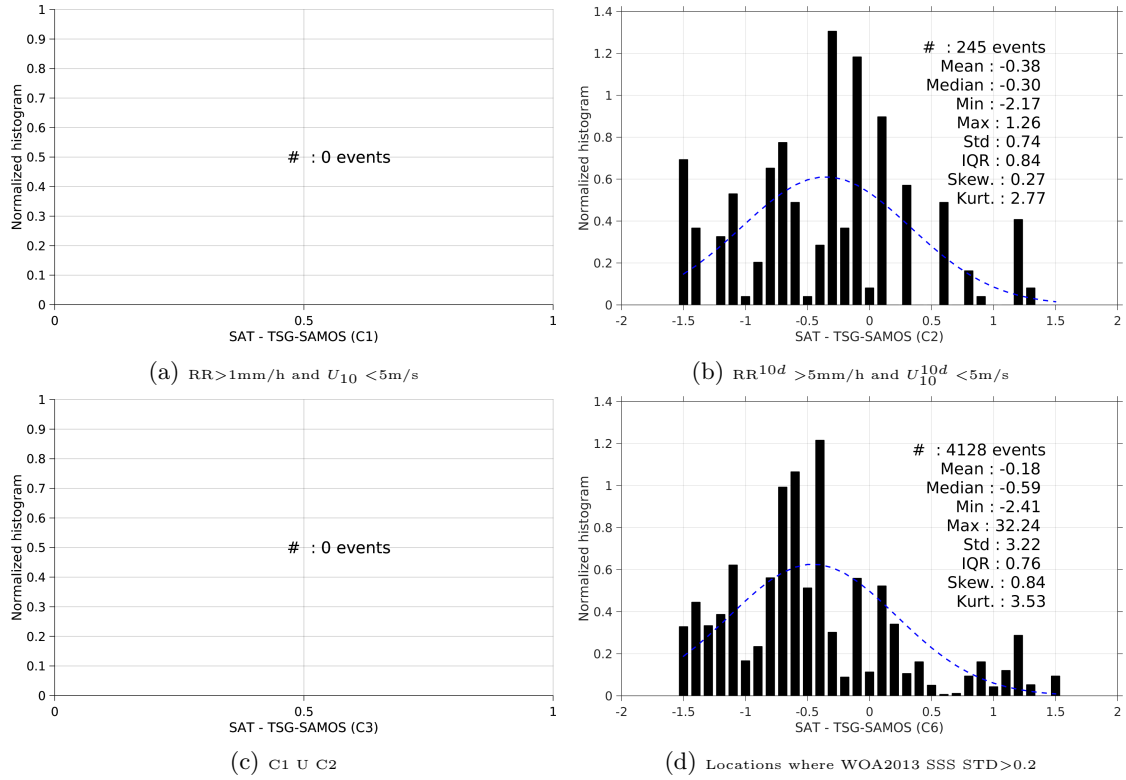 1
0.9
0.8
0.7
0.6
0.5
0.4
0.3
0.2
0.1
0
Normalized histogram
# : 0 events
0 0.5 1
SAT - TSG-SAMOS (C1)
(a) RR>1mm/h and U10 <5m/s
1.4
1.2
1
0.8
0.6
0.4
0.2
0
Normalized histogram
# : 245 events
Mean : -0.38
Median : -0.30
Min : -2.17
Max : 1.26
Std : 0.74
IQR : 0.84
Skew. : 0.27
Kurt. : 2.77
-2 -1.5 -1 -0.5 0 0.5 1 1.5 2
SAT - TSG-SAMOS (C2)
(b) RR10d >5mm/h and U10d10 <5m/s
1
0.9
0.8
0.7
0.6
0.5
0.4
0.3
0.2
0.1
0
Normalized histogram
# : 0 events
0 0.5 1
SAT - TSG-SAMOS (C3)
(c) C1 U C2
1.4
1.2
1
0.8
0.6
0.4
0.2
0
Normalized histogram
# : 4128 events
Mean : -0.18
Median : -0.59
Min : -2.41
Max : 32.24
Std : 3.22
IQR : 0.76
Skew. : 0.84
Kurt. : 3.53
-2 -1.5 -1 -0.5 0 0.5 1 1.5 2
SAT - TSG-SAMOS (C6)
(d) Locations where WOA2013 SSS STD>0.2